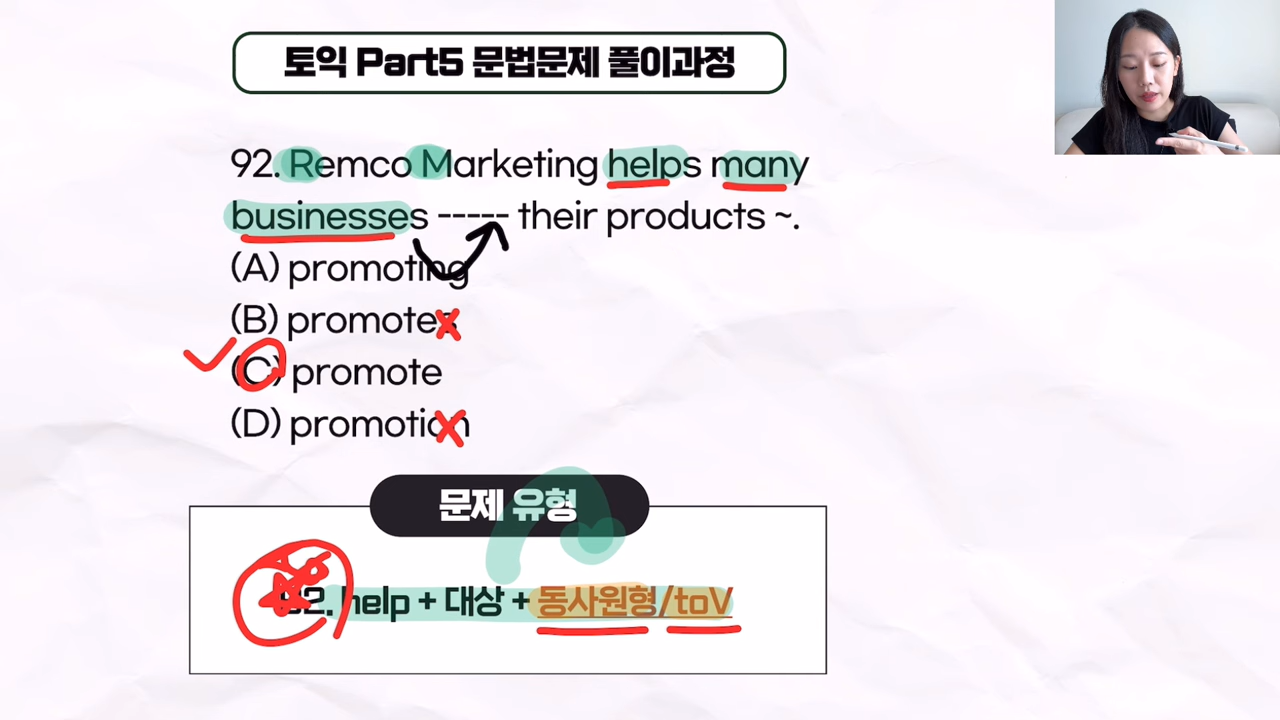 토익 Part5 문법문제 풀이과정
92. Remco Marketing helps many
businesses ----- their products ~.
(A) promoting
(B) promotes
(C) promote
(D) promotion
문제 유형
92. help + 대상 + 동사원형/toV